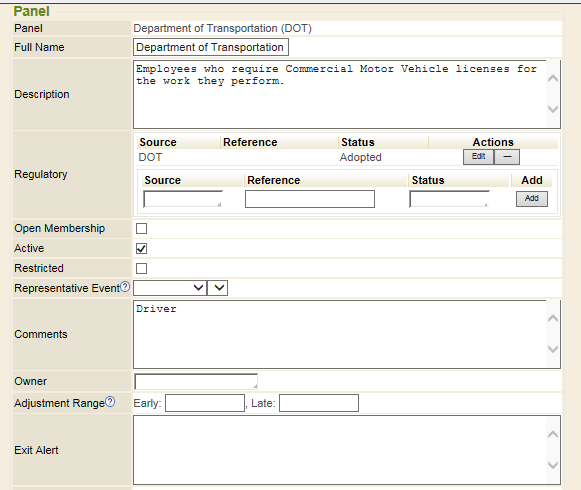 Panel
Panel Department of Transportation (DOT)
Full Name Department of Transportation
Description Employees who require Commercial Motor Vehicle licenses for
the work they perform.
Regulatory
Source Reference Status Actions
DOT Adopted Edit —
Source Reference Status Add
Add
Open Membership
Active
Restricted
Representative Event?
Comments Driver
Owner
Adjustment Range? Early: , Late:
Exit Alert